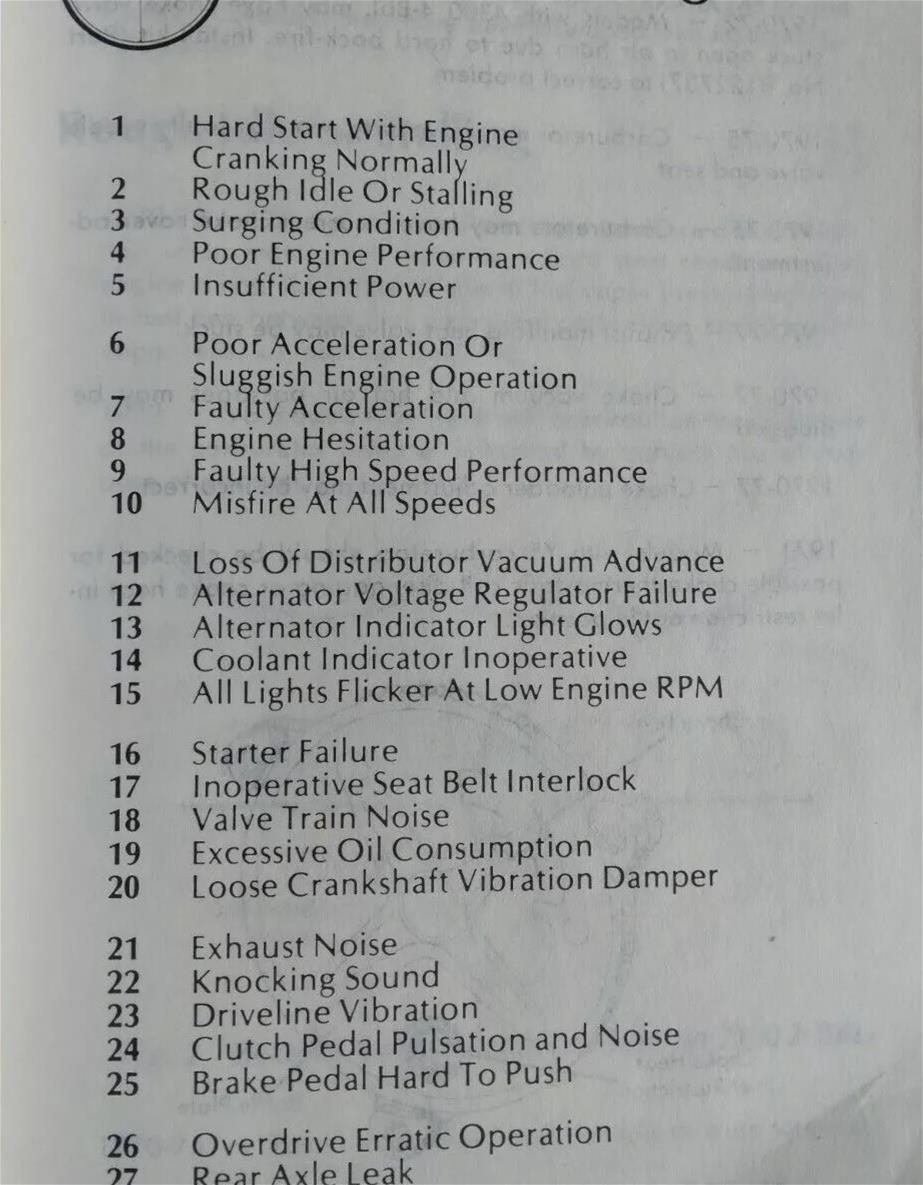 1 Hard Start With Engine
Cranking Normally
2 Rough Idle Or Stalling
3 Surging Condition
4 Poor Engine Performance
5 Insufficient Power
6 Poor Acceleration Or
Sluggish Engine Operation
7 Faulty Acceleration
8 Engine Hesitation
9 Faulty High Speed Performance
10 Misfire At All Speeds
11 Loss Of Distributor Vacuum Advance
12 Alternator Voltage Regulator Failure
13 Alternator Indicator Light Glows
14 Coolant Indicator Inoperative
15 All Lights Flicker At Low Engine RPM
16 Starter Failure
17 Inoperative Seat Belt Interlock
18 Valve Train Noise
19 Excessive Oil Consumption
20 Loose Crankshaft Vibration Damper
21 Exhaust Noise
22 Knocking Sound
23 Driveline Vibration
24 Clutch Pedal Pulsation and Noise
25 Brake Pedal Hard To Push
26 Overdrive Erratic Operation
27 Rear Axle Leak